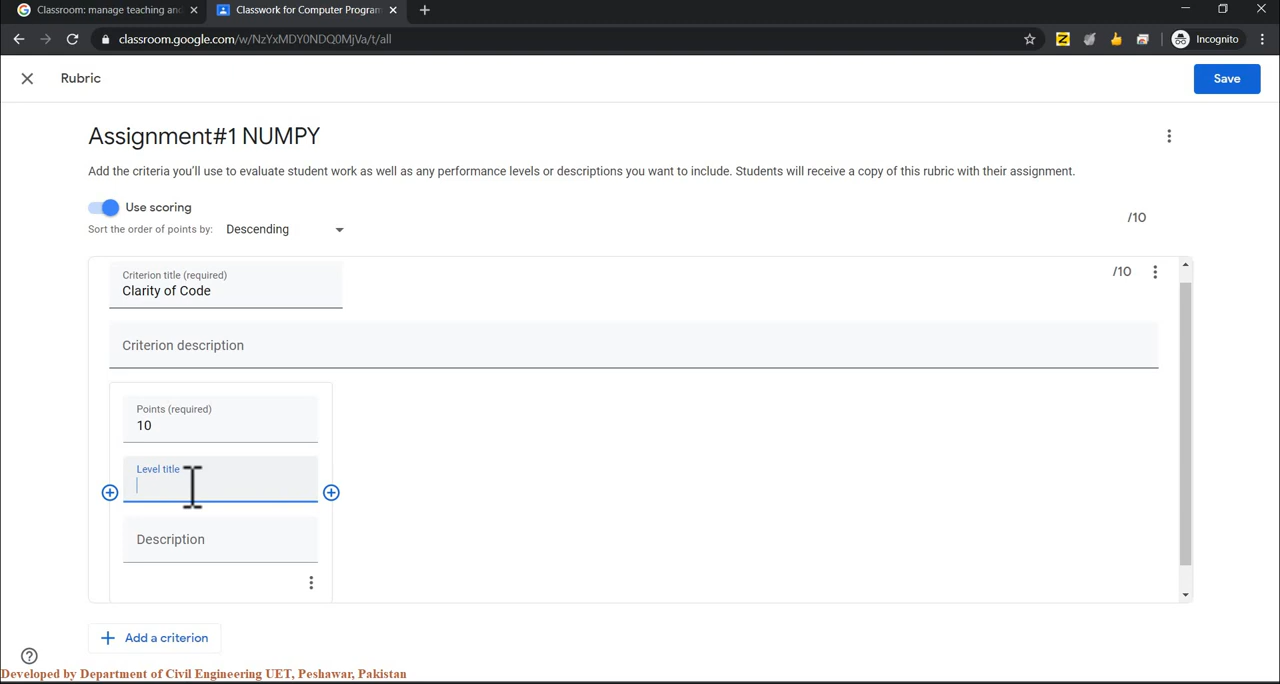 Classroom: manage teaching and
Classwork for Computer Program
classroom.google.com/w/NzYxMDY0NDQ0MjVa/t/all
Incognito
Rubric
Save
Assignment#1 NUMPY
Add the criteria you'll use to evaluate student work as well as any performance levels or descriptions you want to include. Students will receive a copy of this rubric with their assignment.
Use scoring
/10
Sort the order of points by: Descending
Criterion title (required)
Clarity of Code
/10
Criterion description
Points (required)
10
Level title
Description
Add a criterion
Developed by Department of Civil Engineering UET, Peshawar, Pakistan